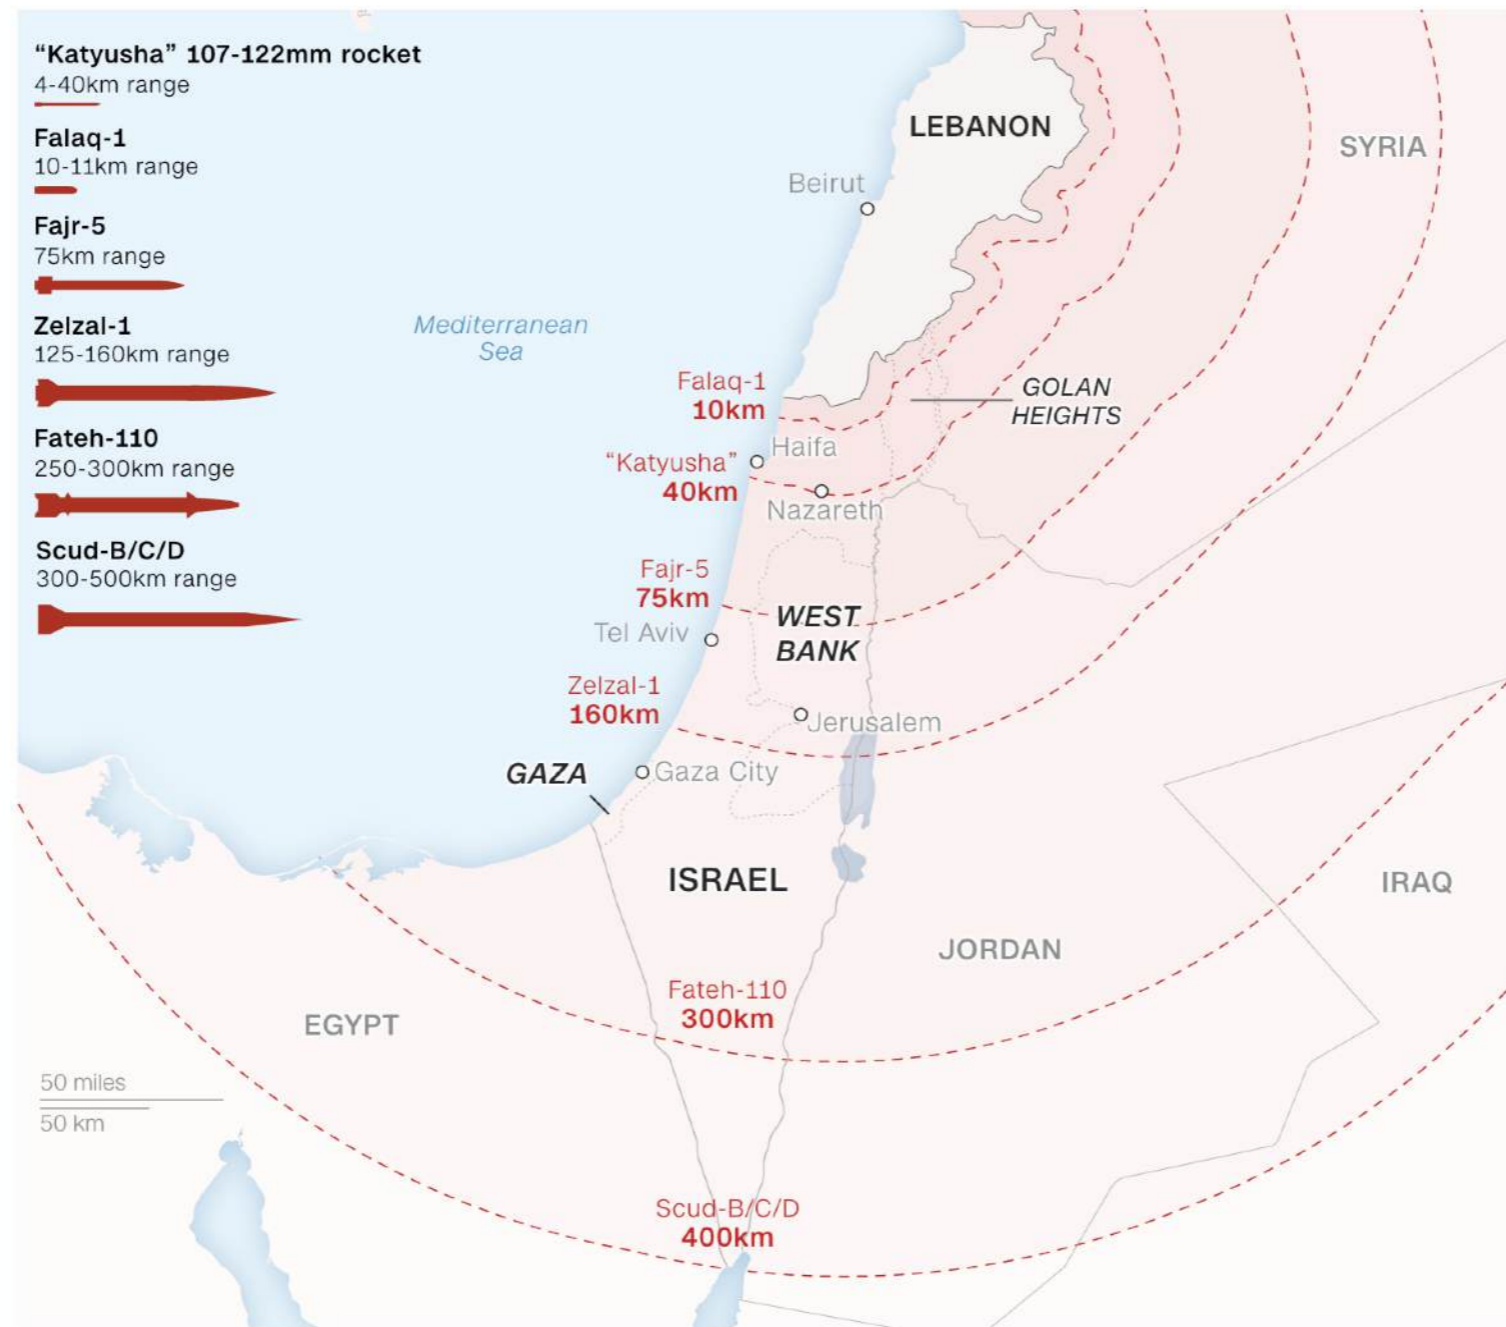 “Katyusha” 107-122mm rocket
4-40km range
Falaq-1
10-11km range
Fajr-5
75km range
Zelzal-1
125-160km range
Fateh-110
250-300km range
Scud-B/C/D
300-500km range
LEBANON
SYRIA
Beirut
Mediterranean
Sea
Falaq-1
10km
GOLAN
HEIGHTS
Haifa
“Katyusha”
40km
Nazareth
Fajr-5
75km
WEST
BANK
Tel Aviv
Zelzal-1
160km
Jerusalem
GAZA
Gaza City
ISRAEL
IRAQ
JORDAN
Fateh-110
300km
EGYPT
50 miles
50 km
Scud-B/C/D
400km